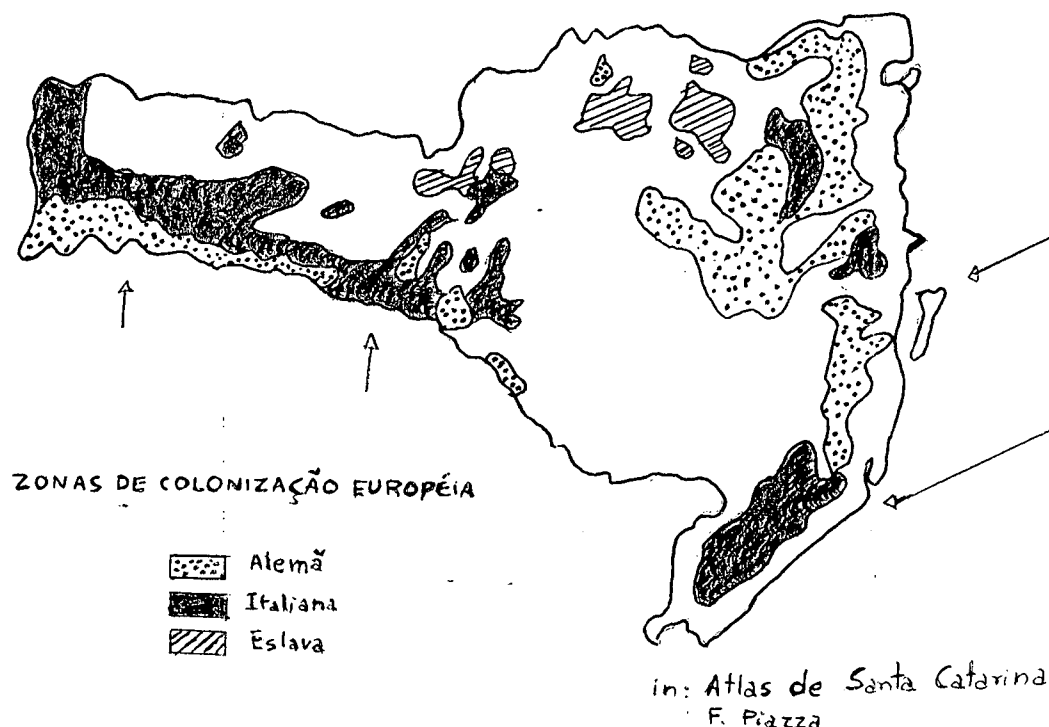 ZONAS DE COLONIZAÇÃO EUROPÉIA
Alemã
Italiana
Eslava
in: Atlas de Santa Catarina
F. Piazza